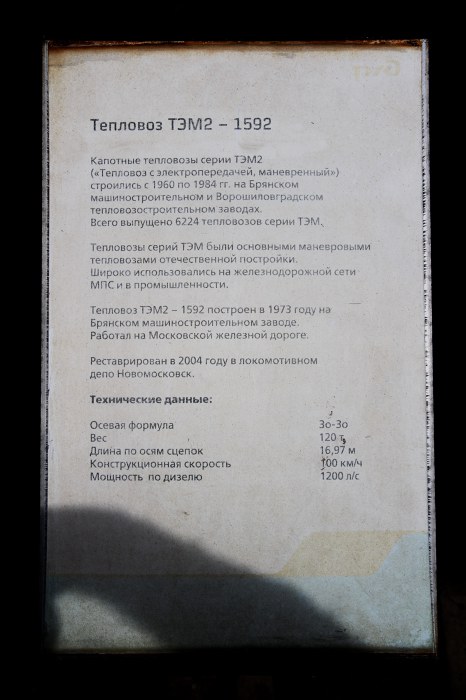 Тепловоз ТЭМ2 – 1592
Капотные тепловозы серии ТЭМ2
(«Тепловоз с электропередачей, маневренный»)
строились с 1960 по 1984 гг. на Брянском
машиностроительном и Ворошиловградском
тепловозостроительном заводах.
Всего выпущено 6224 тепловозов серии ТЭМ.
Тепловозы серий ТЭМ были основными маневровыми
тепловозами отечественной постройки.
Широко использовались на железнодорожной сети
МПС и в промышленности.
Тепловоз ТЭМ2 – 1592 построен в 1973 году на
Брянском машиностроительном заводе.
Работал на Московской железной дороге.
Реставрирован в 2004 году в локомотивном
депо Новомосковск.
Технические данные:
Осевая формула 3о-3о
Вес 120 т
Длина по осям сцепок 16,97 м
Конструкционная скорость 100 км/ч
Мощность по дизелю 1200 л/с